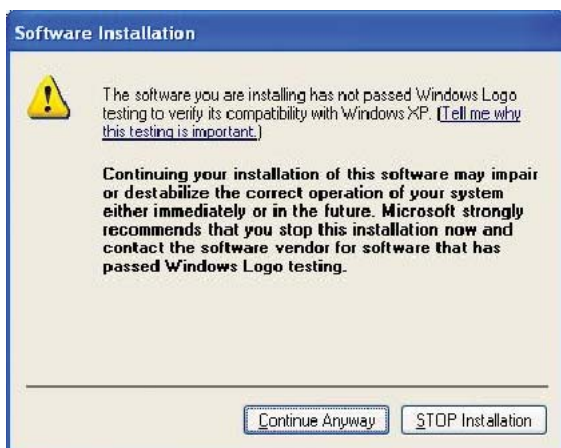 Software Installation
The software you are installing has not passed Windows Logo
testing to verify its compatibility with Windows XP. (Tell me why
this testing is important.)
Continuing your installation of this software may impair
or destabilize the correct operation of your system
either immediately or in the future. Microsoft strongly
recommends that you stop this installation now and
contact the software vendor for software that has
passed Windows Logo testing.
Continue Anyway
STOP Installation